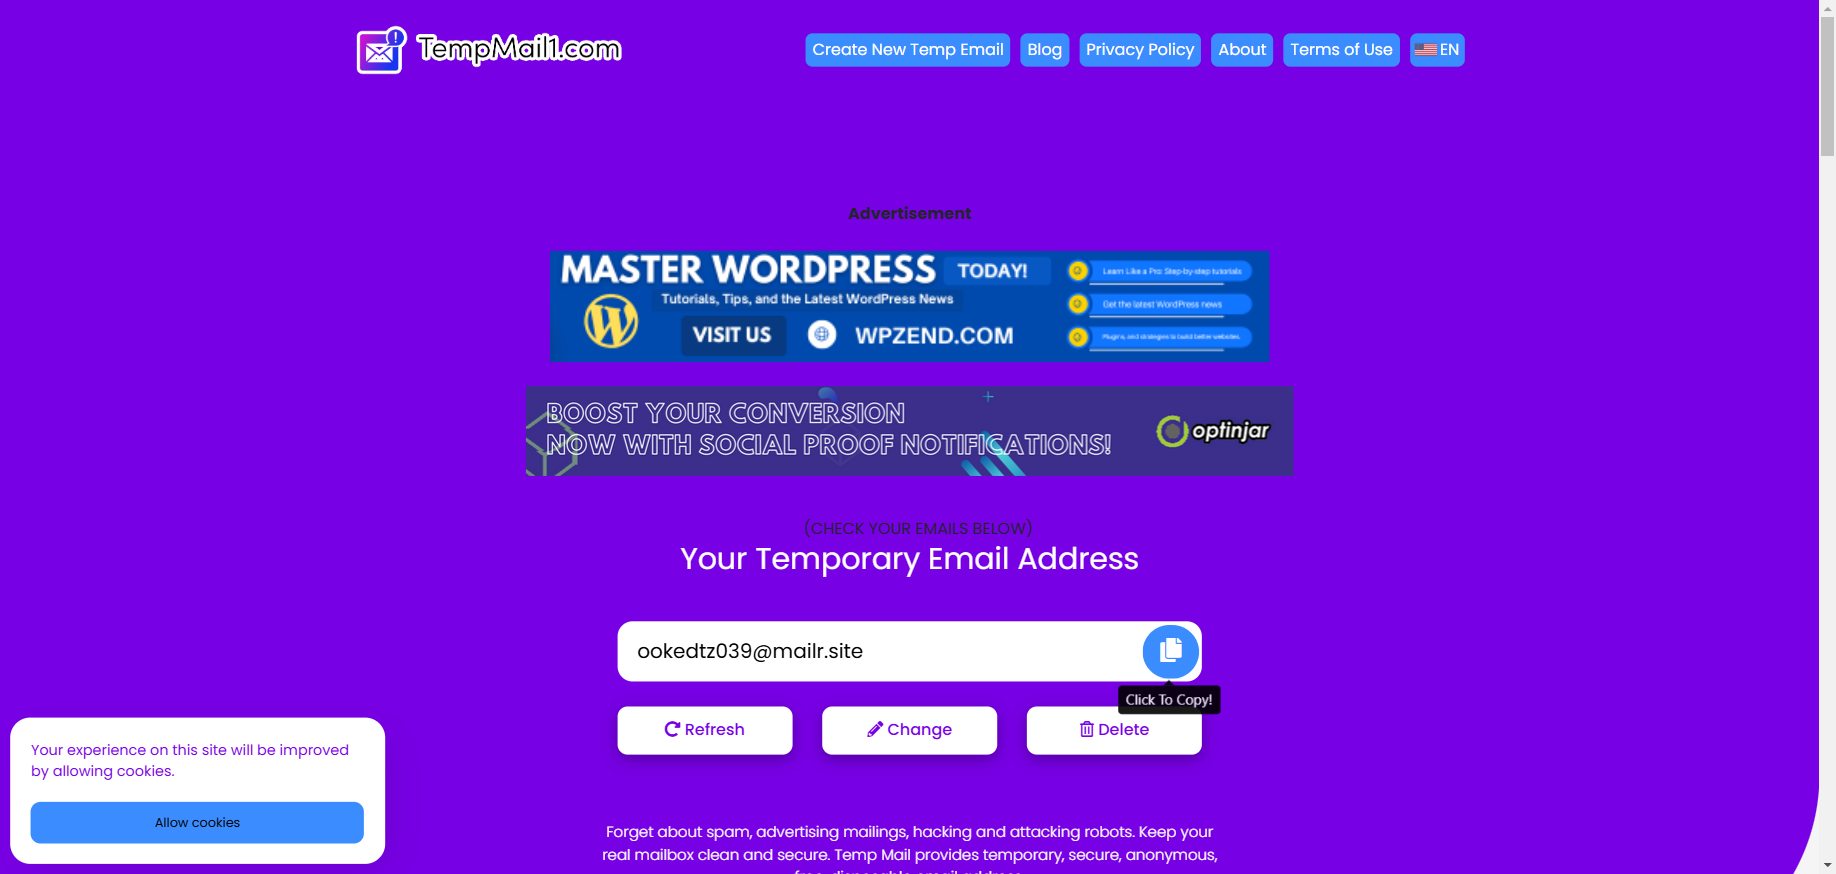 TempMail1.com
Create New Temp Email
Blog
Privacy Policy
About
Terms of Use
EN
Advertisement
MASTER WORDPRESS TODAY!
Tutorials, Tips, and the Latest WordPress News
VISIT US
WPZEND.COM
Learn Like a Pro: Step-by-step tutorials
Get the latest WordPress news
Plugins, and strategies to build better websites.
BOOST YOUR CONVERSION
NOW WITH SOCIAL PROOF NOTIFICATIONS!
optinjar
(CHECK YOUR EMAILS BELOW)
Your Temporary Email Address
ookedtz039@mailr.site
Click To Copy!
Refresh
Change
Delete
Your experience on this site will be improved
by allowing cookies.
Allow cookies
Forget about spam, advertising mailings, hacking and attacking robots. Keep your
real mailbox clean and secure. Temp Mail provides temporary, secure, anonymous,
free, disposable email address.